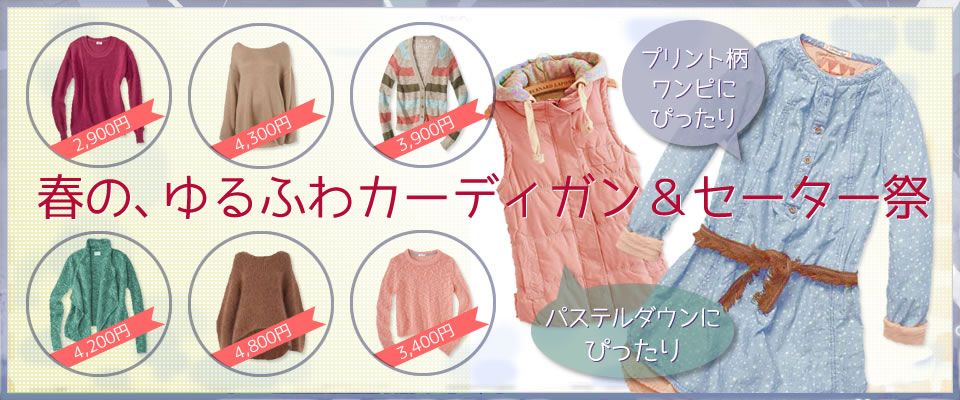 2,900円
4,300円
3,900円
プリント柄
ワンピに
ぴったり
春の、ゆるふわカーディガン＆セーター祭
4,200円
4,800円
3,400円
パステルダウンに
ぴったり